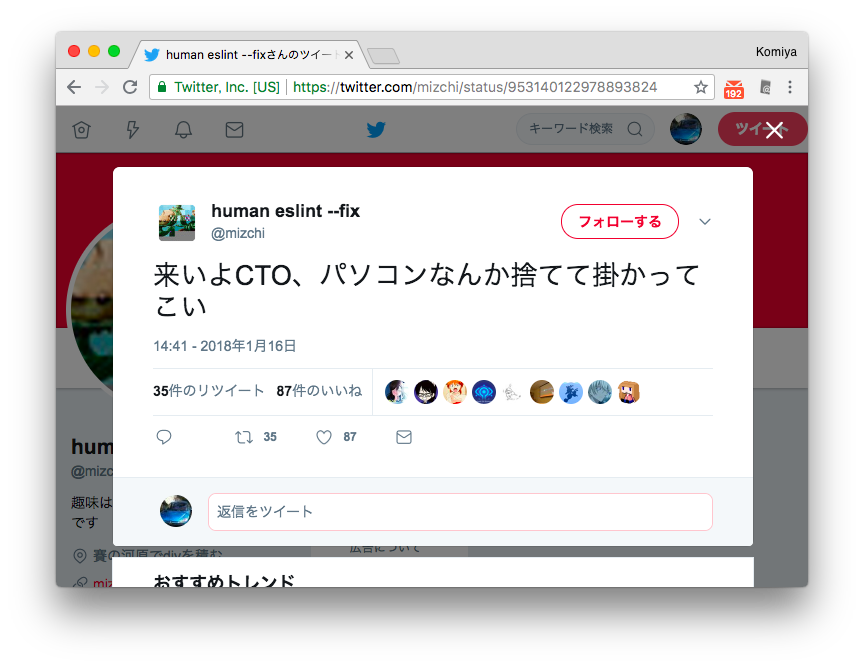 human eslint --fixさんのツイー
Komiya
Twitter, Inc. [US]
https://twitter.com/mizchi/status/953140122978893824
192
キーワード検索
ツイート
human eslint --fix
@mizchi
フォローする
来いよCTO、パソコンなんか捨てて掛かって
こい
14:41 - 2018年1月16日
35件のリツイート 87件のいいね
35 87
返信をツイート
hum
@mizc
趣味は
です
賽の河原でdivを積む
広告について
miz
おすすめトレンド